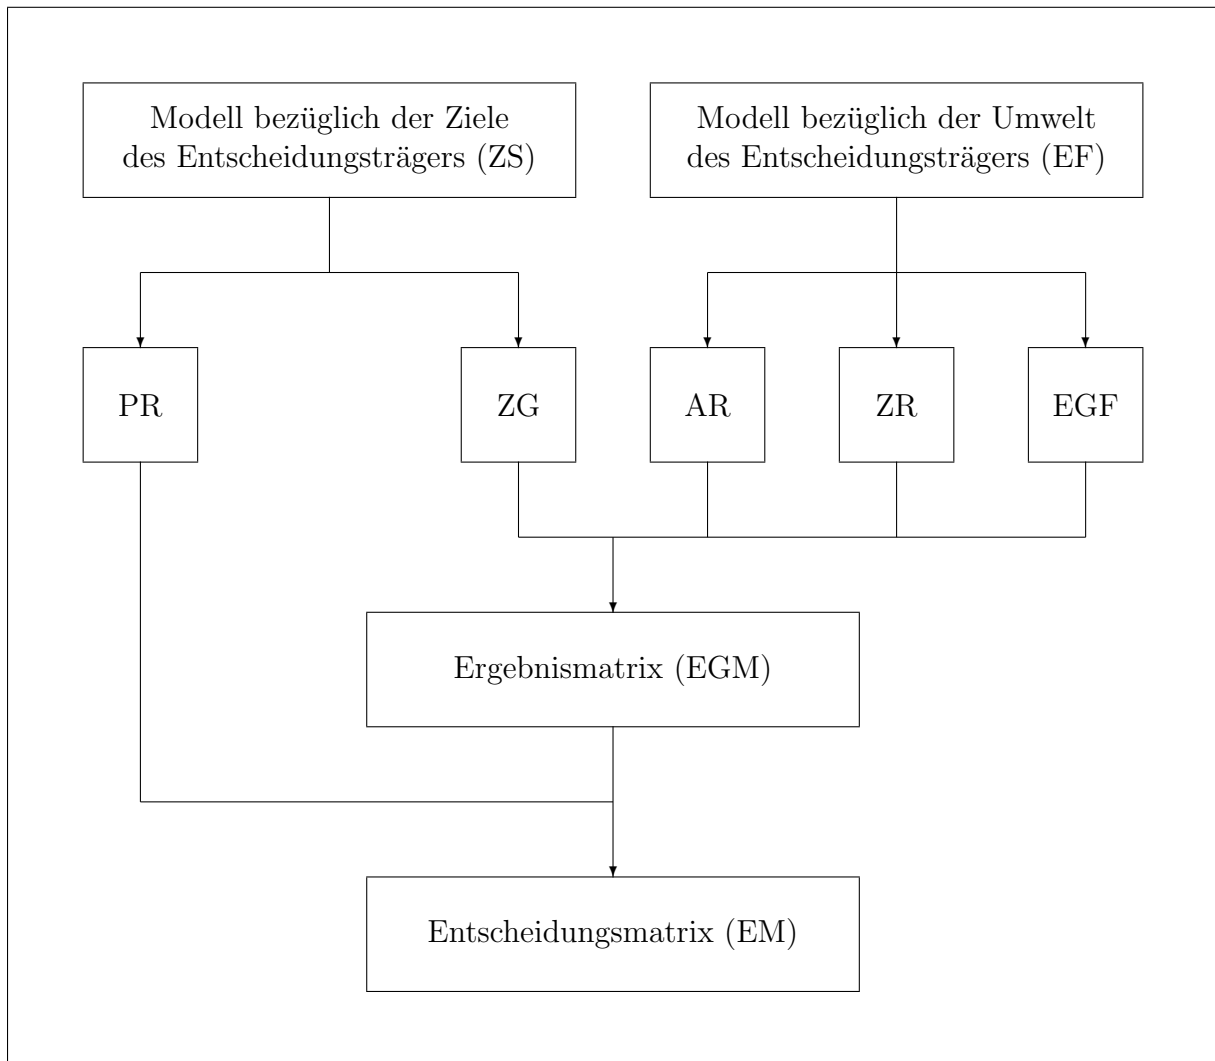 Modell bezüglich der Ziele
des Entscheidungsträgers (ZS)
Modell bezüglich der Umwelt
des Entscheidungsträgers (EF)
PR
ZG
AR
ZR
EGF
Ergebnismatrix (EGM)
Entscheidungsmatrix (EM)